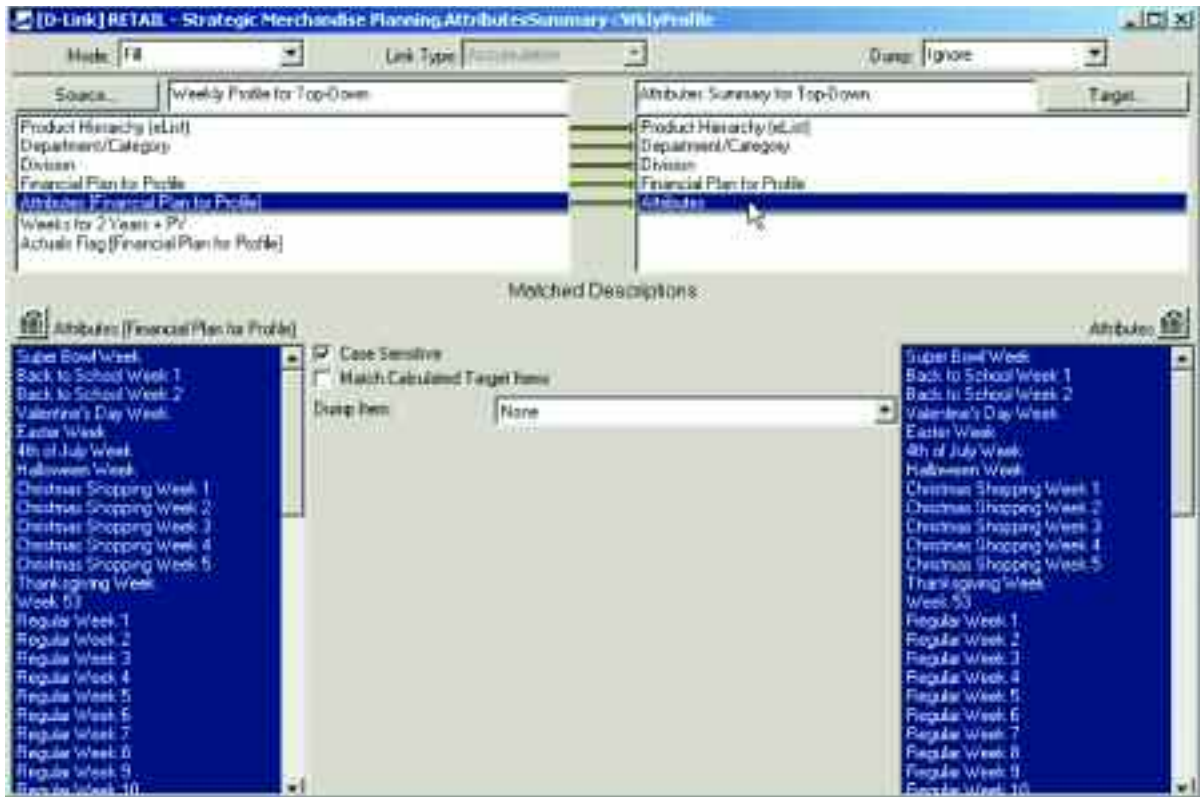 [D-Link] RETAIL - Strategic Merchandise Planning.AttributesSummary - WklyProfile
Mode: Fill
Link Type: Accumulation
Dump: Ignore
Source...
Weekly Profile for Top-Down
Attributes Summary for Top-Down
Target...
Product Hierarchy (eList)
Department/Category
Division
Financial Plan for Profile
Attributes [Financial Plan for Profile]
Weeks for 2 Years + PV
Actuals Flag [Financial Plan for Profile]
Product Hierarchy (eList)
Department/Category
Division
Financial Plan for Profile
Attributes
Matched Descriptions
Attributes [Financial Plan for Profile]
Attributes
Super Bowl Week
Back to School Week 1
Back to School Week 2
Valentine's Day Week
Easter Week
4th of July Week
Halloween Week
Christmas Shopping Week 1
Christmas Shopping Week 2
Christmas Shopping Week 3
Christmas Shopping Week 4
Christmas Shopping Week 5
Thanksgiving Week
Week 53
Regular Week 1
Regular Week 2
Regular Week 3
Regular Week 4
Regular Week 5
Regular Week 6
Regular Week 7
Regular Week 8
Regular Week 9
Regular Week 10
Case Sensitive
Match Calculated Target Items
Dump Item
None
Super Bowl Week
Back to School Week 1
Back to School Week 2
Valentine's Day Week
Easter Week
4th of July Week
Halloween Week
Christmas Shopping Week 1
Christmas Shopping Week 2
Christmas Shopping Week 3
Christmas Shopping Week 4
Christmas Shopping Week 5
Thanksgiving Week
Week 53
Regular Week 1
Regular Week 2
Regular Week 3
Regular Week 4
Regular Week 5
Regular Week 6
Regular Week 7
Regular Week 8
Regular Week 9
Regular Week 10